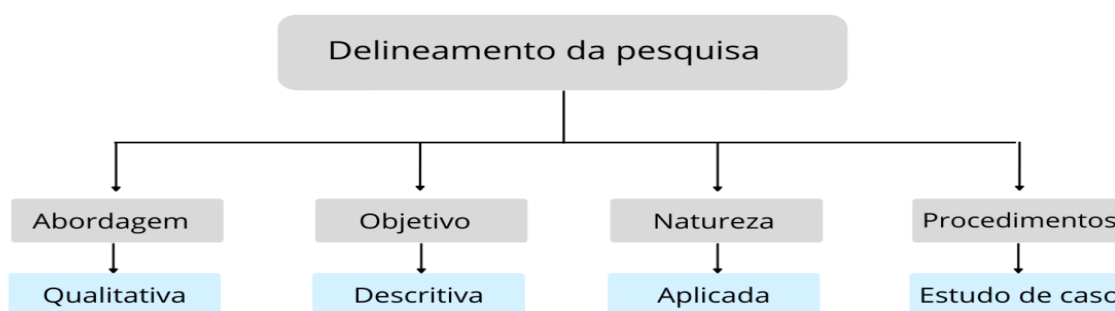 Delineamento da pesquisa
Abordagem
Objetivo
Natureza
Procedimentos
Qualitativa
Descritiva
Aplicada
Estudo de caso